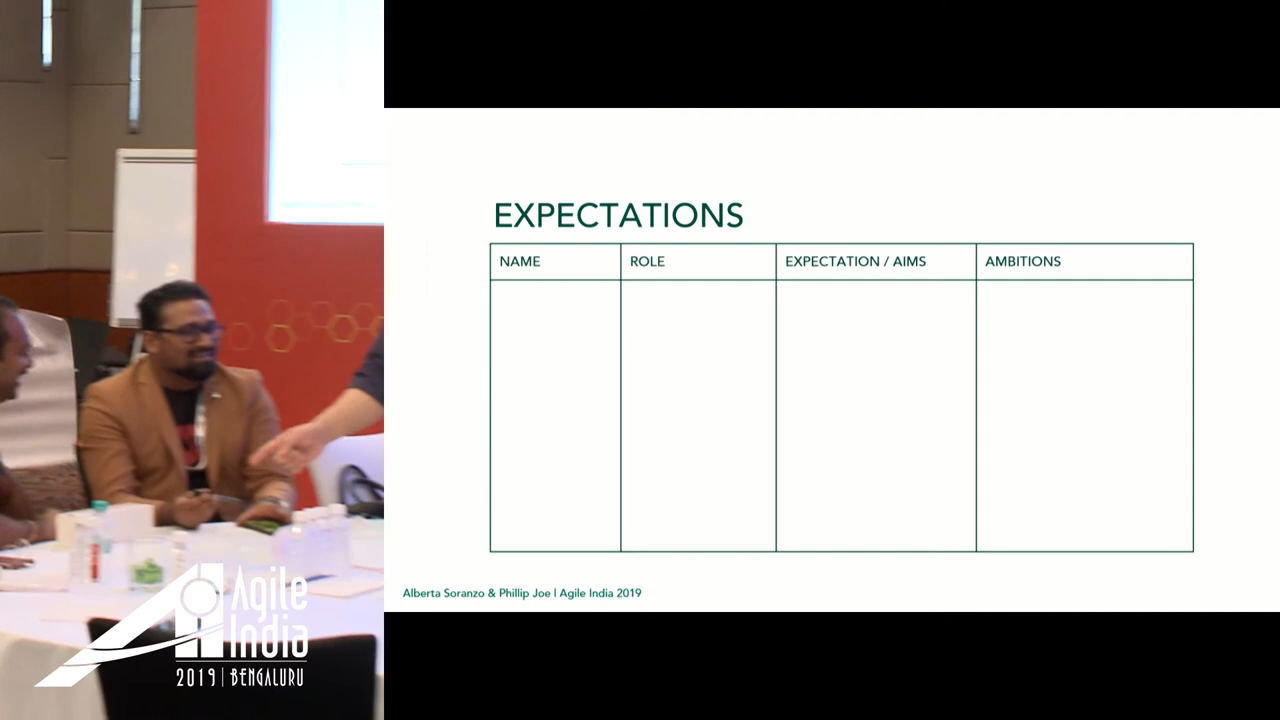 EXPECTATIONS
NAME ROLE EXPECTATION / AIMS AMBITIONS
Alberta Soranzo & Phillip Joe | Agile India 2019
Agile
India
2019 | BENGALURU